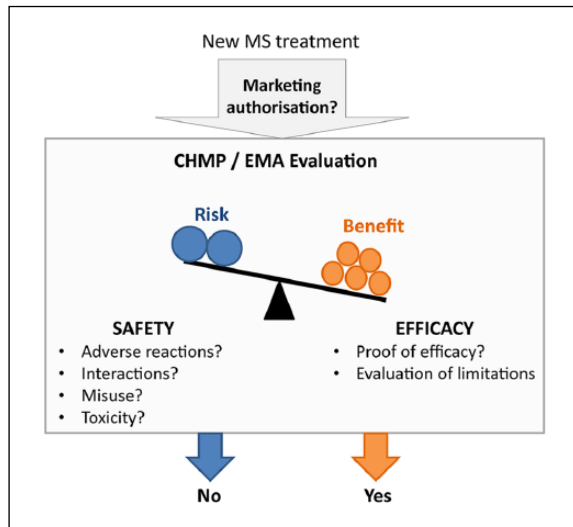 New MS treatment
Marketing
authorisation?
CHMP / EMA Evaluation
Risk
Benefit
SAFETY
• Adverse reactions?
• Interactions?
• Misuse?
• Toxicity?
EFFICACY
• Proof of efficacy?
• Evaluation of limitations
No
Yes